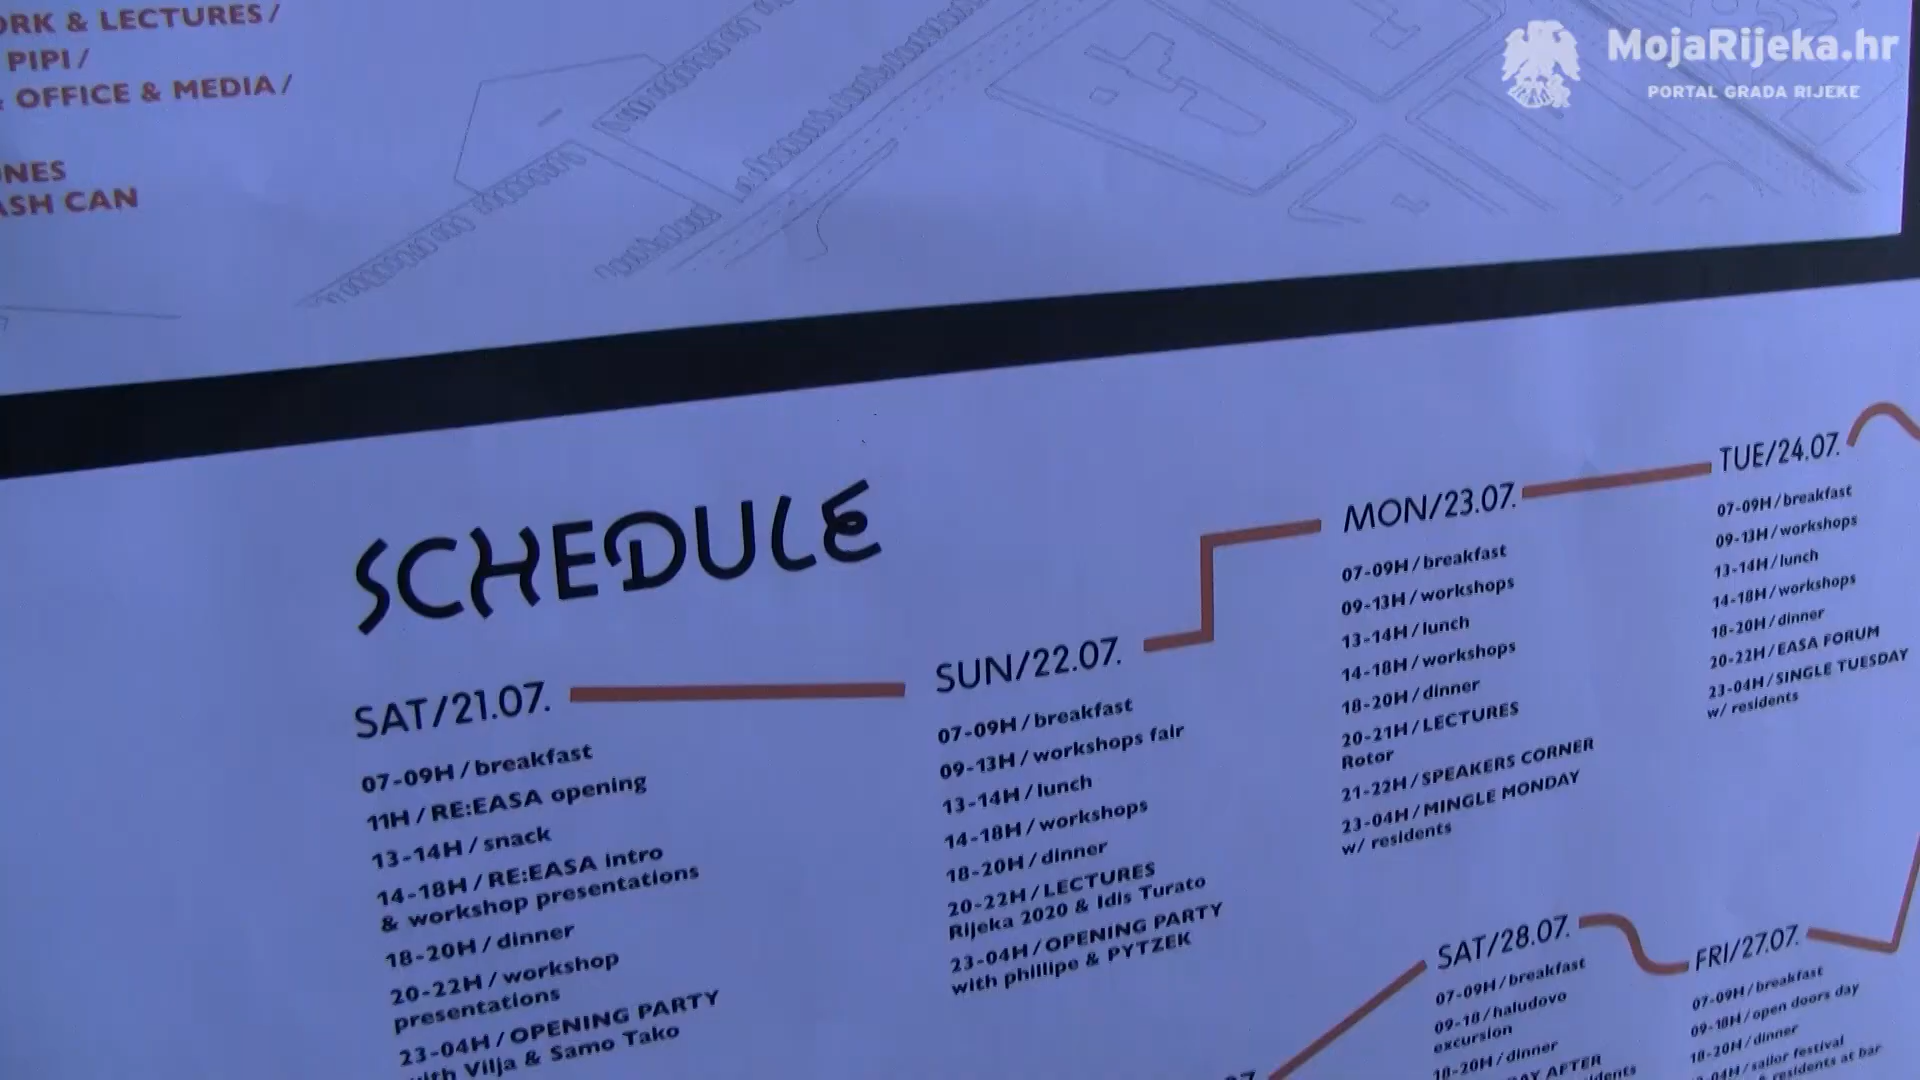 & LECTURES /
PIPI /
OFFICE & MEDIA /
CAN
MojaRijeka.hr
PORTAL GRADA RIJEKE
SCHEDULE
SAT/21.07.
07-09H / breakfast
11H / RE:EASA opening
13-14H / snack
14-18H / RE:EASA intro
& workshop presentations
18-20H / dinner
20-22H / workshop
presentations
23-04H / OPENING PARTY
with Vilja & Samo Tako
SUN/22.07.
07-09H / breakfast
09-13H / workshops fair
13-14H / lunch
14-18H / workshops
18-20H / dinner
20-22H / LECTURES
Rijeka 2020 & Idis Turato
23-04H / OPENING PARTY
with phillipe & PYTZEK
MON/23.07.
07-09H / breakfast
09-13H / workshops
13-14H / lunch
14-18H / workshops
18-20H / dinner
20-21H / LECTURES
Rotor
21-22H / SPEAKERS CORNER
23-04H / MINGLE MONDAY
w/ residents
TUE/24.07.
07-09H / breakfast
09-13H / workshops
13-14H / lunch
14-18H / workshops
18-20H / dinner
20-22H / EASA FORUM
23-04H / SINGLE TUESDAY
w/ residents
SAT/28.07.
07-09H / breakfast
09-18 / haludovo
excursion
18-20H / dinner
AFTER
FRI/27.07.
07-09H / breakfast
09-18H / open doors day
18-20H / dinner
04H / sailor festival
residents at bar